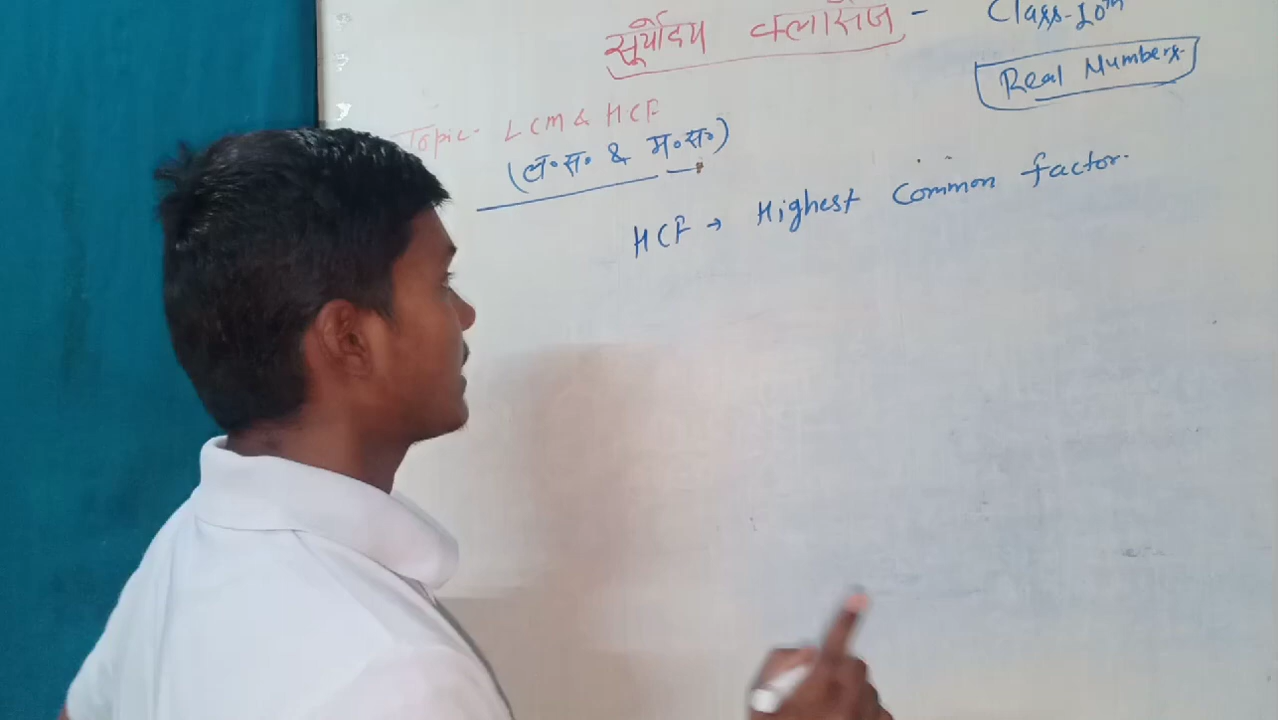 सूर्योदय क्लासिज - Class-10th
Real Numbers.
Topic- LCM & HCF
(ल०स० & म०स०)
HCF → Highest Common factor.